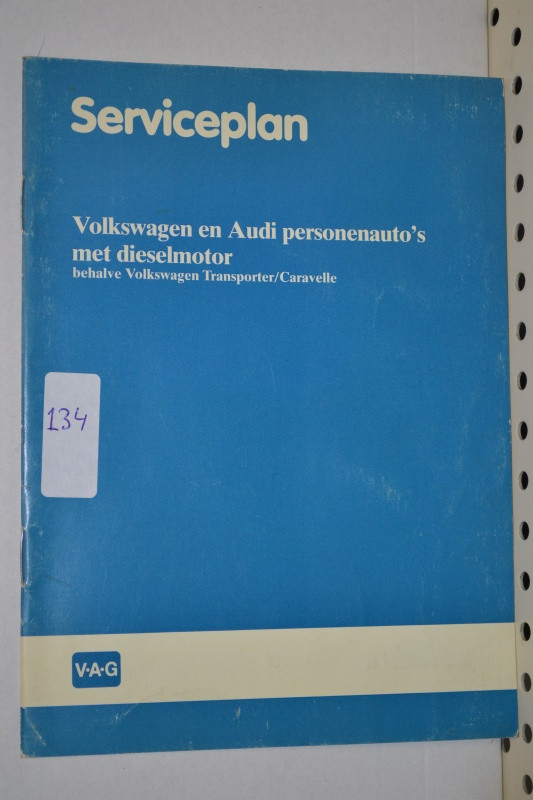 Serviceplan
Volkswagen en Audi personenauto's
met dieselmotor
behalve Volkswagen Transporter/Caravelle
134
V·A·G